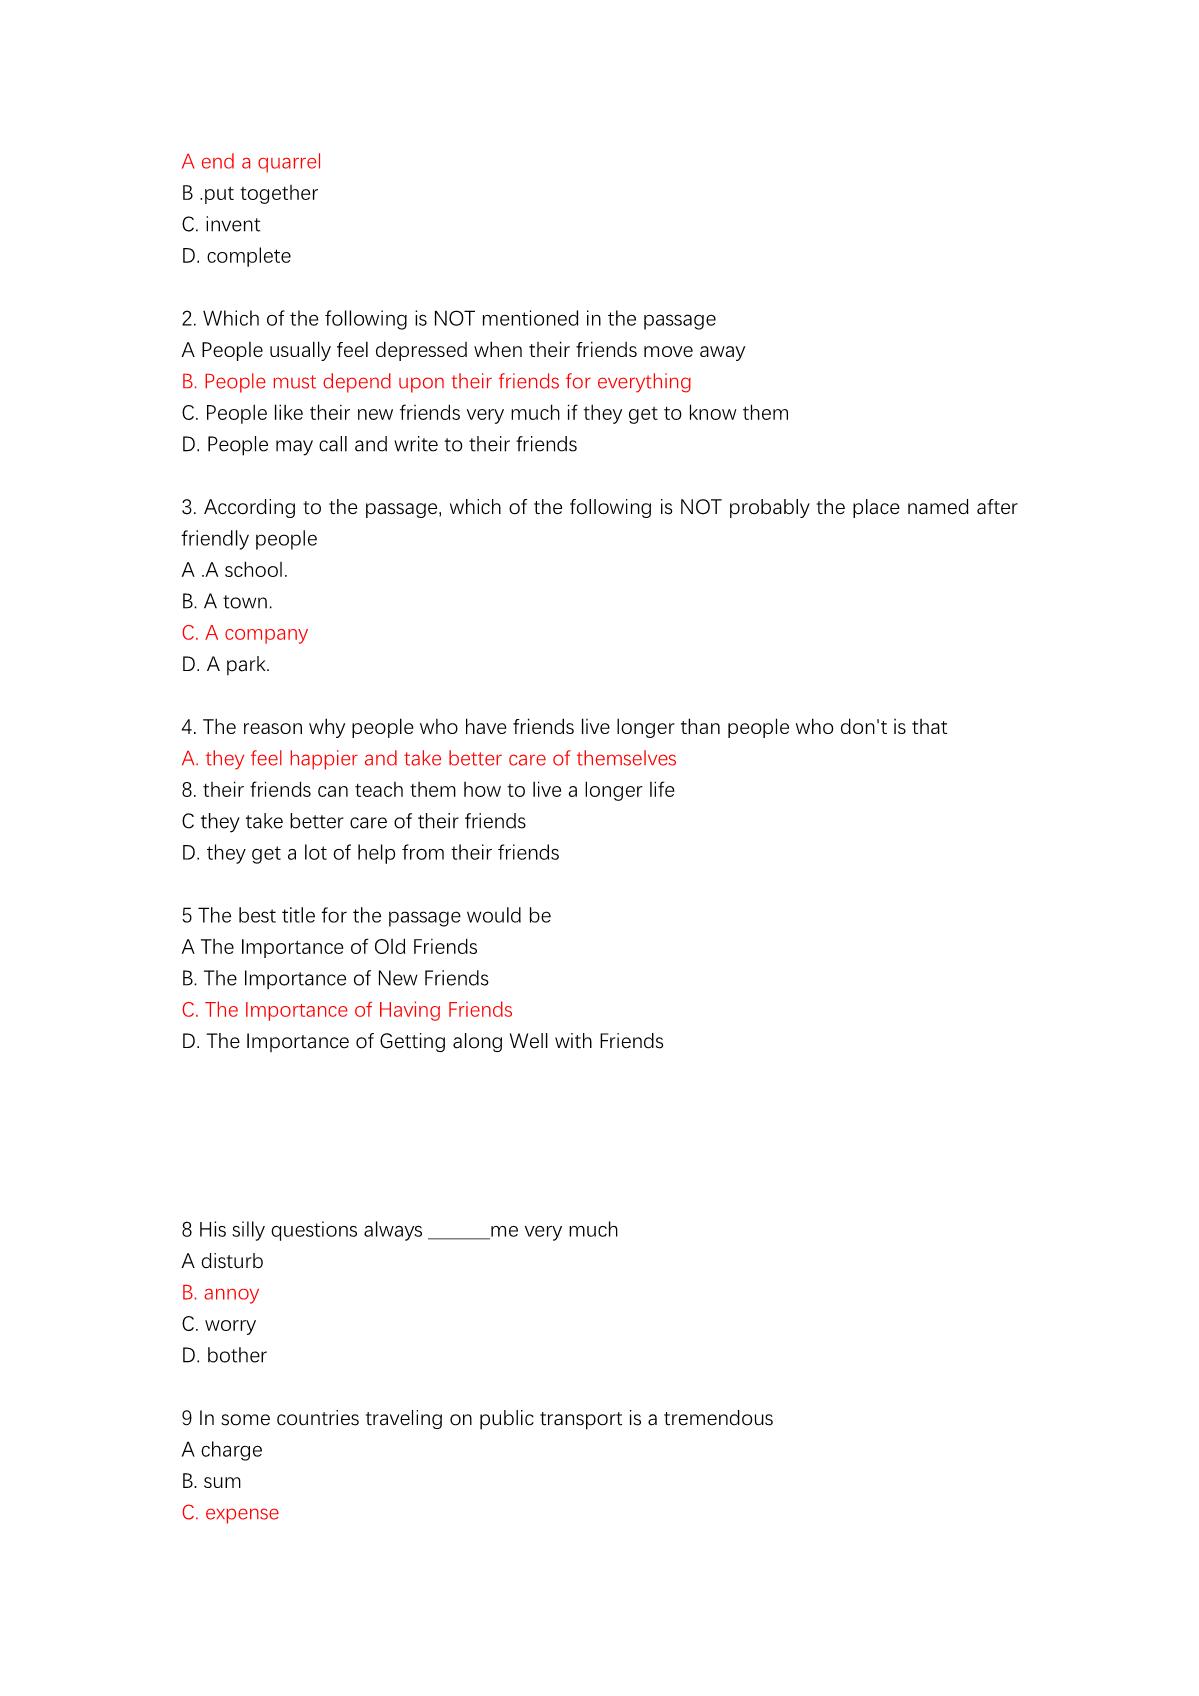 A end a quarrel
B .put together
C. invent
D. complete
2. Which of the following is NOT mentioned in the passage
A People usually feel depressed when their friends move away
B. People must depend upon their friends for everything
C. People like their new friends very much if they get to know them
D. People may call and write to their friends
3. According to the passage, which of the following is NOT probably the place named after
friendly people
A .A school.
B. A town.
C. A company
D. A park.
4. The reason why people who have friends live longer than people who don't is that
A. they feel happier and take better care of themselves
8. their friends can teach them how to live a longer life
C they take better care of their friends
D. they get a lot of help from their friends
5 The best title for the passage would be
A The Importance of Old Friends
B. The Importance of New Friends
C. The Importance of Having Friends
D. The Importance of Getting along Well with Friends
8 His silly questions always ______me very much
A disturb
B. annoy
C. worry
D. bother
9 In some countries traveling on public transport is a tremendous
A charge
B. sum
C. expense